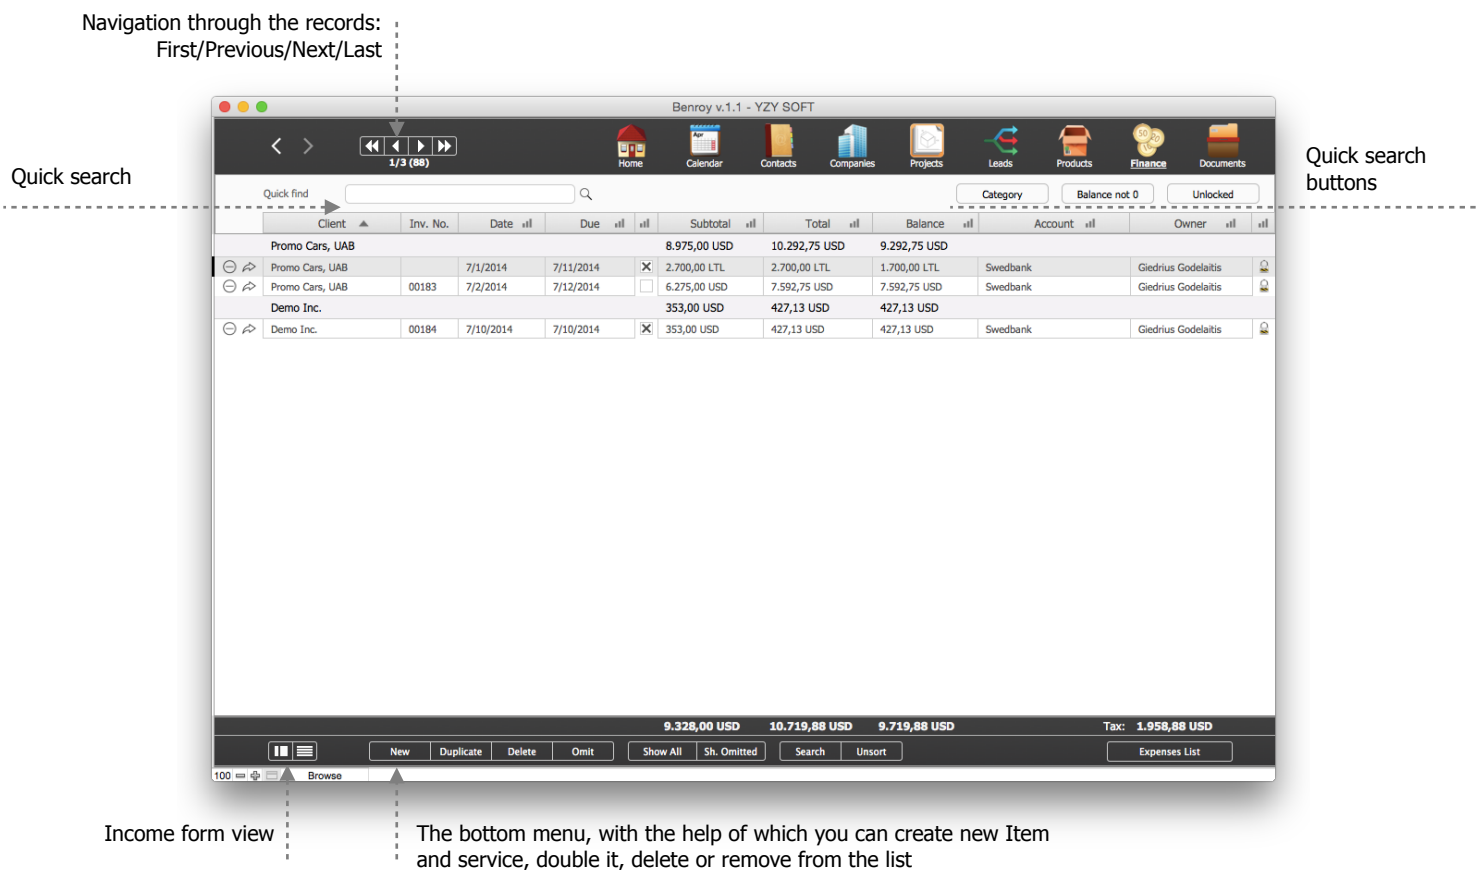 Navigation through the records:
First/Previous/Next/Last
Benroy v.1.1 - YZY SOFT
1/3 (88)
Apr
50 20
Home Calendar Contacts Companies Projects Leads Products Finance Documents
Quick search
Quick search
buttons
Quick find Category Balance not 0 Unlocked
Client Inv. No. Date Due Subtotal Total Balance Account Owner
Promo Cars, UAB 8.975,00 USD 10.292,75 USD 9.292,75 USD
Promo Cars, UAB 7/1/2014 7/11/2014 2.700,00 LTL 2.700,00 LTL 1.700,00 LTL Swedbank Giedrius Godelaitis
Promo Cars, UAB 00183 7/2/2014 7/12/2014 6.275,00 USD 7.592,75 USD 7.592,75 USD Swedbank Giedrius Godelaitis
Demo Inc. 353,00 USD 427,13 USD 427,13 USD
Demo Inc. 00184 7/10/2014 7/10/2014 353,00 USD 427,13 USD 427,13 USD Swedbank Giedrius Godelaitis
9.328,00 USD 10.719,88 USD 9.719,88 USD Tax: 1.958,88 USD
New Duplicate Delete Omit Show All Sh. Omitted Search Unsort Expenses List
100 Browse
Income form view
The bottom menu, with the help of which you can create new Item
and service, double it, delete or remove from the list